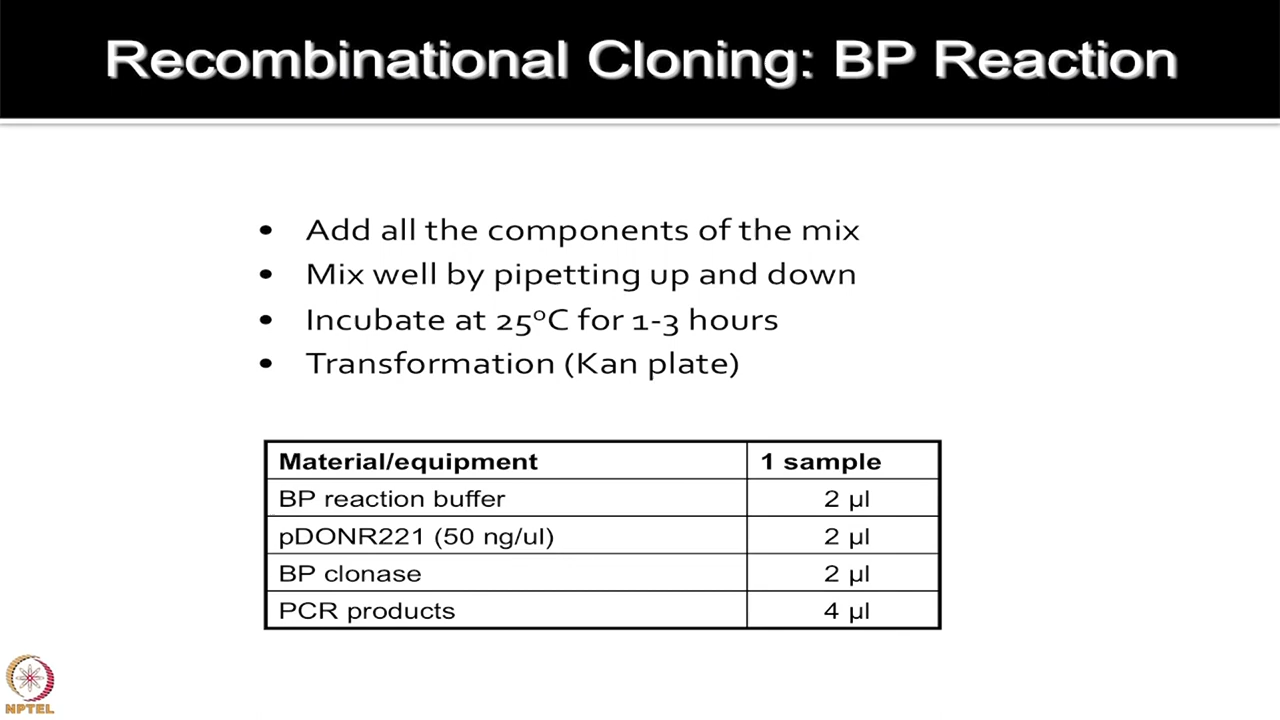 Recombinational Cloning: BP Reaction
• Add all the components of the mix
• Mix well by pipetting up and down
• Incubate at 25°C for 1-3 hours
• Transformation (Kan plate)
Material/equipment 1 sample
BP reaction buffer 2 µl
pDONR221 (50 ng/ul) 2 µl
BP clonase 2 µl
PCR products 4 µl
NPTEL